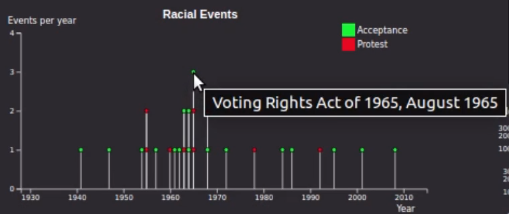 Racial Events
Events per year
Acceptance
Protest
4
3
Voting Rights Act of 1965, August 1965
2
1
0
1930 1940 1950 1960 1970 1980 1990 2000 2010
Year